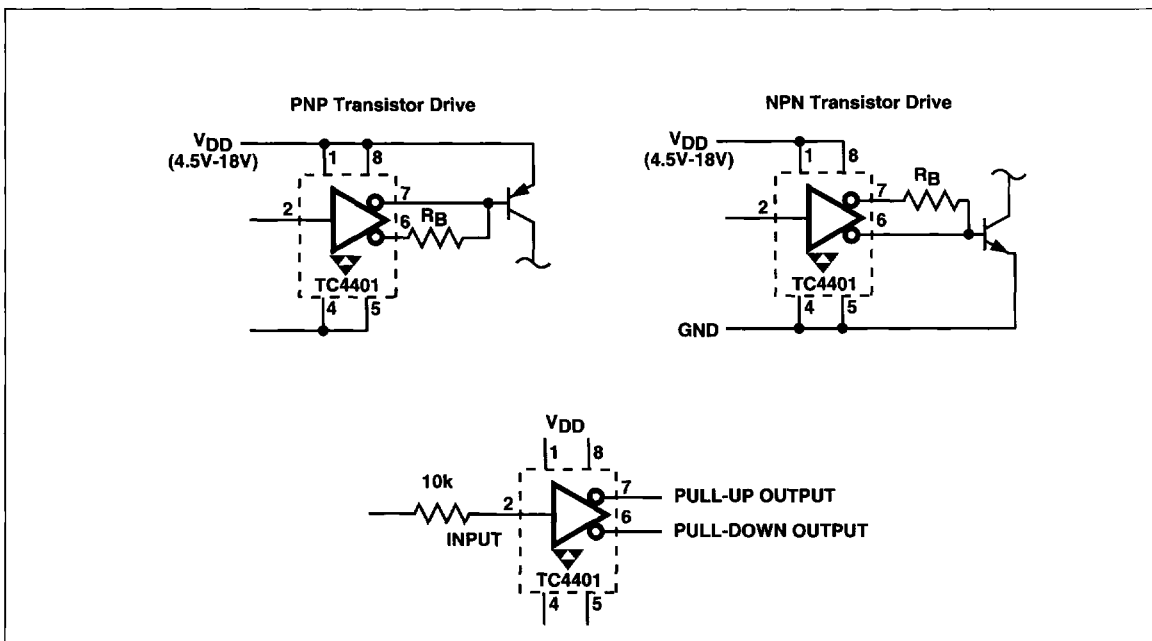 PNP Transistor Drive
VDD
(4.5V-18V)
1 8
2
7
6
RB
TC4401
4 5
NPN Transistor Drive
VDD
(4.5V-18V)
1 8
2
7
6
RB
TC4401
4 5
GND
VDD
1 8
10k
2
INPUT
7 PULL-UP OUTPUT
6 PULL-DOWN OUTPUT
TC4401
4 5